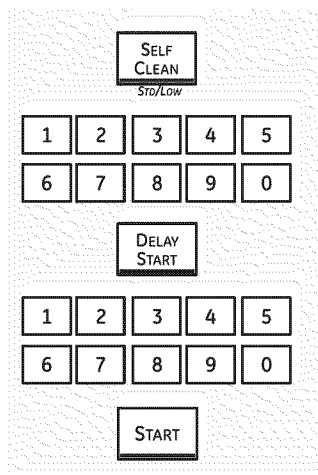 SELF
CLEAN
STD/LOW
1 2 3 4 5
6 7 8 9 0
DELAY
START
1 2 3 4 5
6 7 8 9 0
START